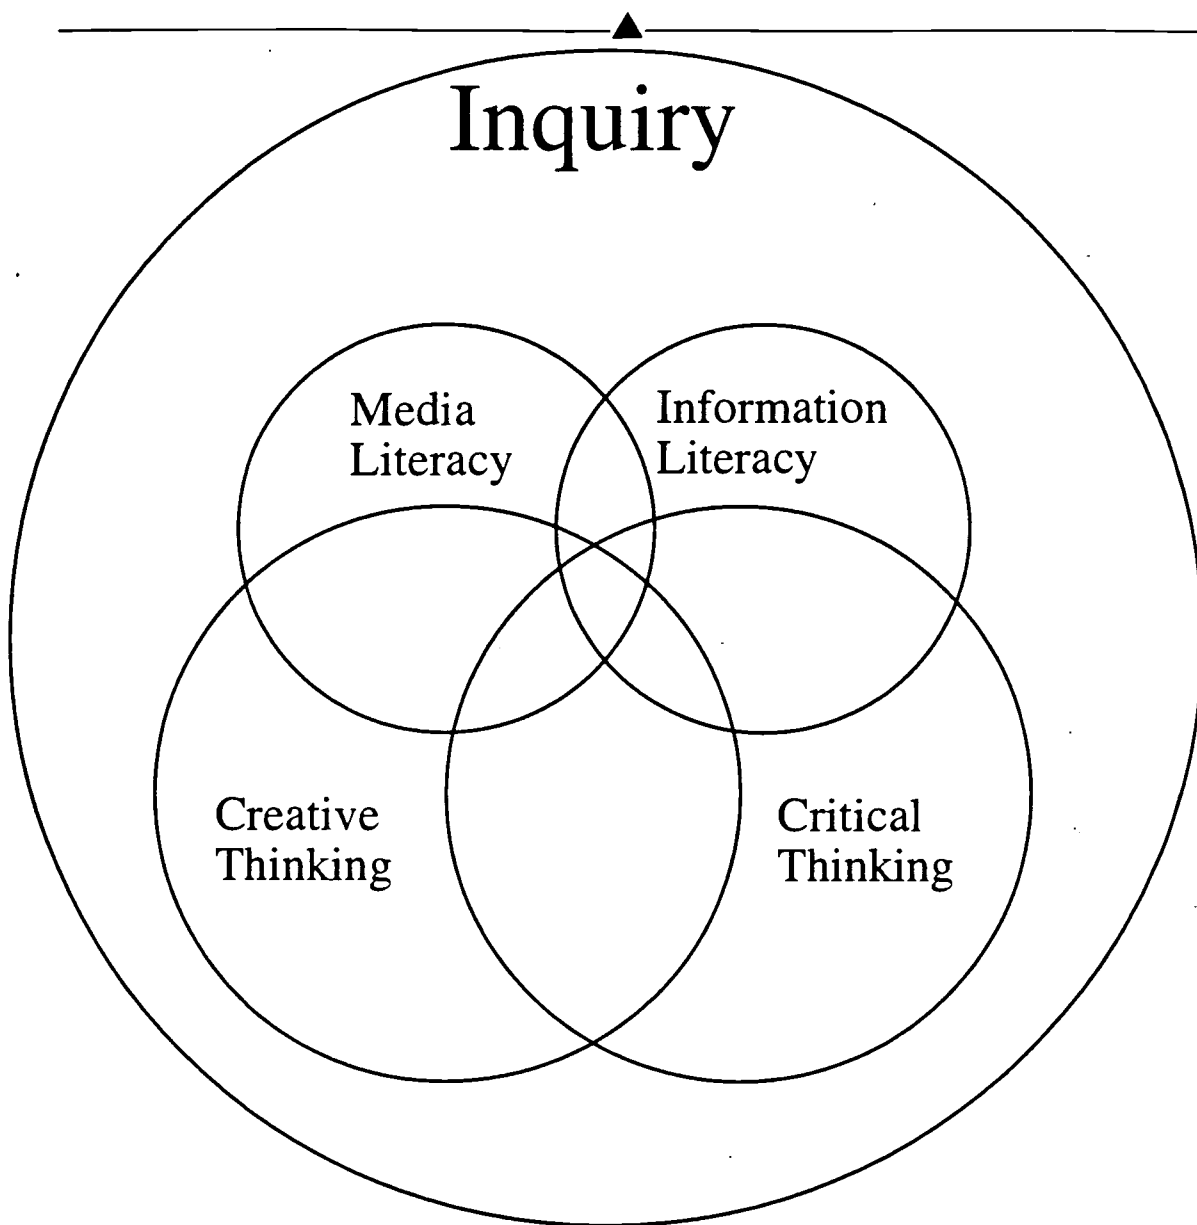 Inquiry
Media
Literacy
Information
Literacy
Creative
Thinking
Critical
Thinking